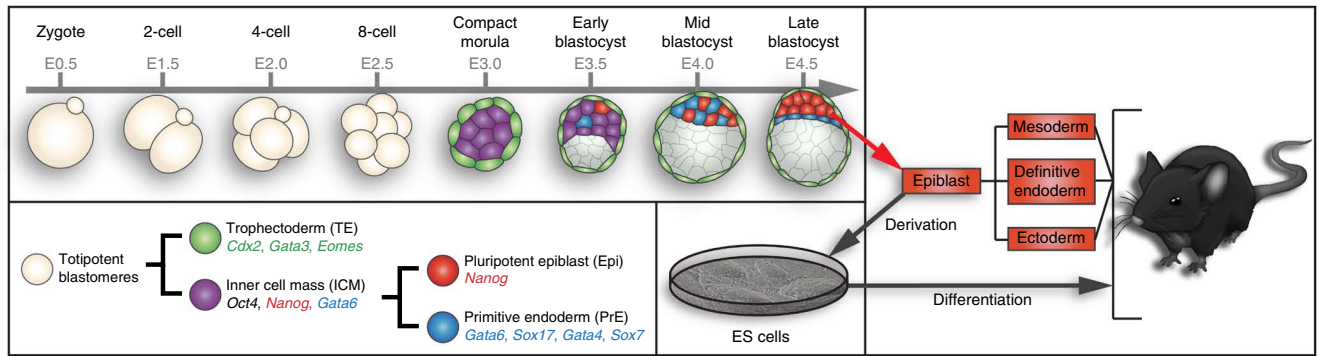 Zygote
2-cell
4-cell
8-cell
Compact
morula
Early
blastocyst
Mid
blastocyst
Late
blastocyst
E0.5
E1.5
E2.0
E2.5
E3.0
E3.5
E4.0
E4.5
Totipotent
blastomeres
Trophectoderm (TE)
Cdx2, Gata3, Eomes
Inner cell mass (ICM)
Oct4, Nanog, Gata6
Pluripotent epiblast (Epi)
Nanog
Primitive endoderm (PrE)
Gata6, Sox17, Gata4, Sox7
ES cells
Epiblast
Derivation
Differentiation
Mesoderm
Definitive
endoderm
Ectoderm